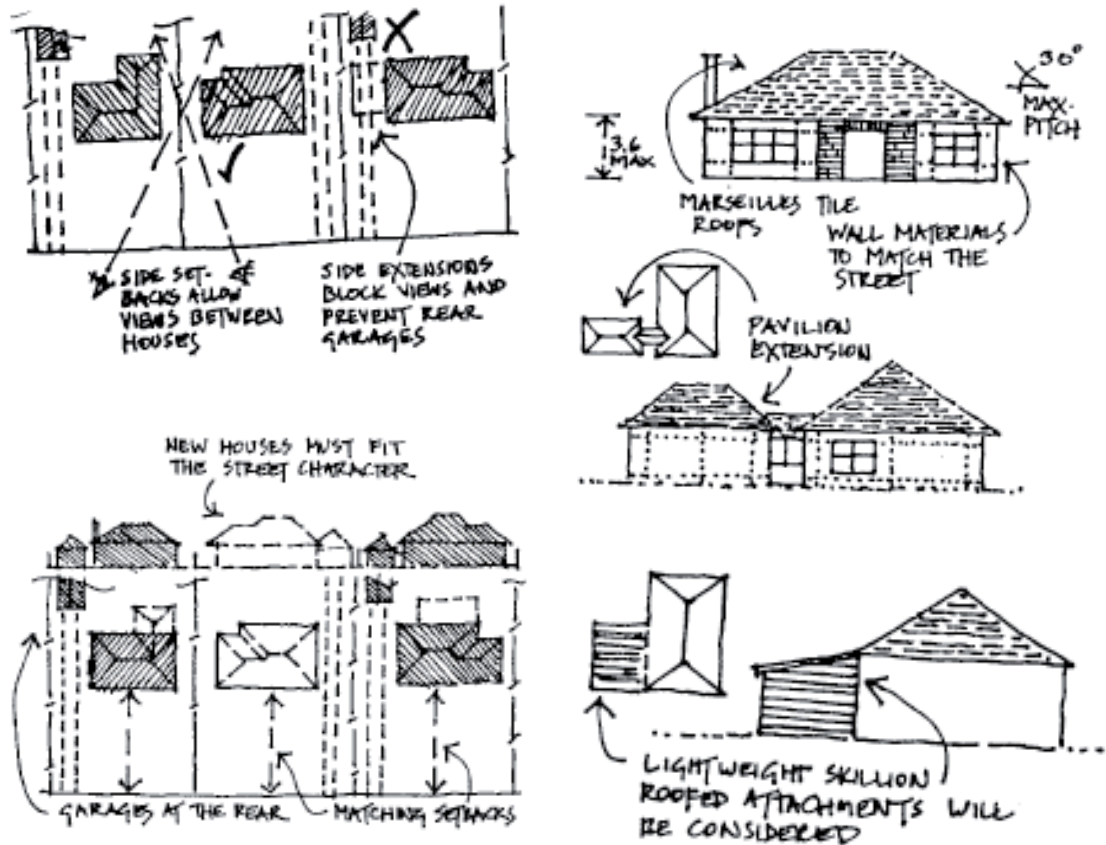 SIDE SET-
BACKS ALLOW
VIEWS BETWEEN
HOUSES
SIDE EXTENSIONS
BLOCK VIEWS AND
PREVENT REAR
GARAGES
30°
MAX.
PITCH
3.6
MAX
MARSEILLES TILE
ROOFS
WALL MATERIALS
TO MATCH THE
STREET
PAVILION
EXTENSION
NEW HOUSES MUST FIT
THE STREET CHARACTER
GARAGES AT THE REAR
MATCHING SETBACKS
LIGHTWEIGHT SKILLION
ROOFED ATTACHMENTS WILL
BE CONSIDERED